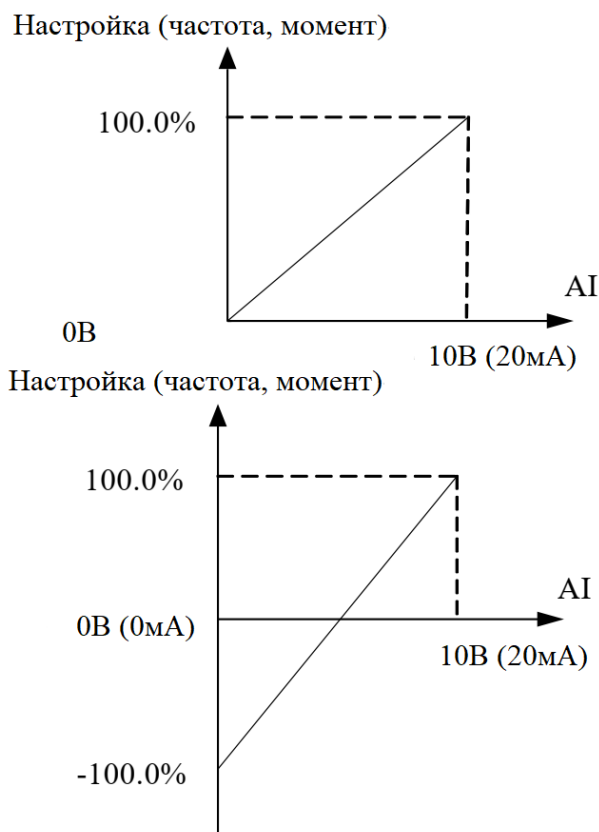 Настройка (частота, момент)
100.0%
AI
0В
10В (20мА)
Настройка (частота, момент)
100.0%
AI
0В (0мА)
10В (20мА)
-100.0%